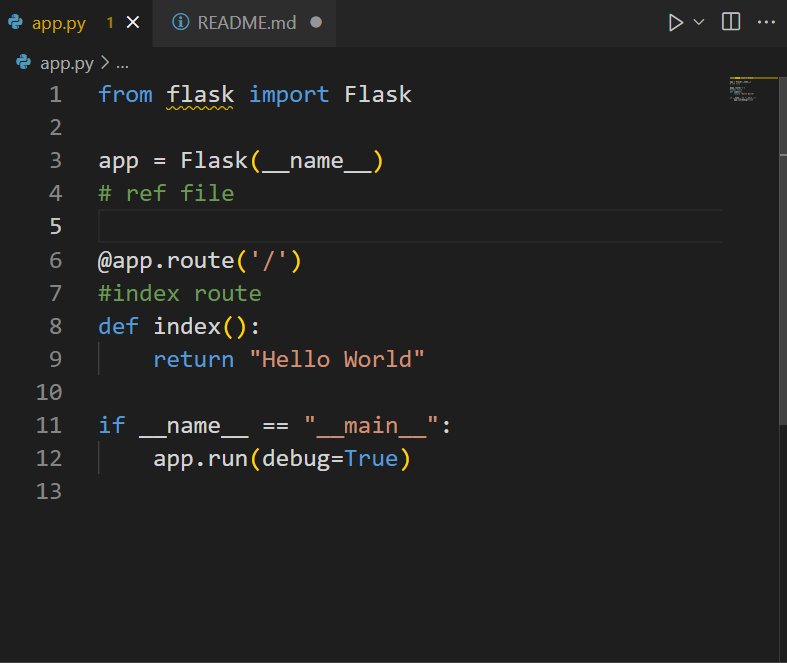 app.py 1
README.md
app.py > ...
1 from flask import Flask
2
3 app = Flask(__name__)
4 # ref file
5
6 @app.route('/')
7 #index route
8 def index():
9     return "Hello World"
10
11 if __name__ == "__main__":
12     app.run(debug=True)
13